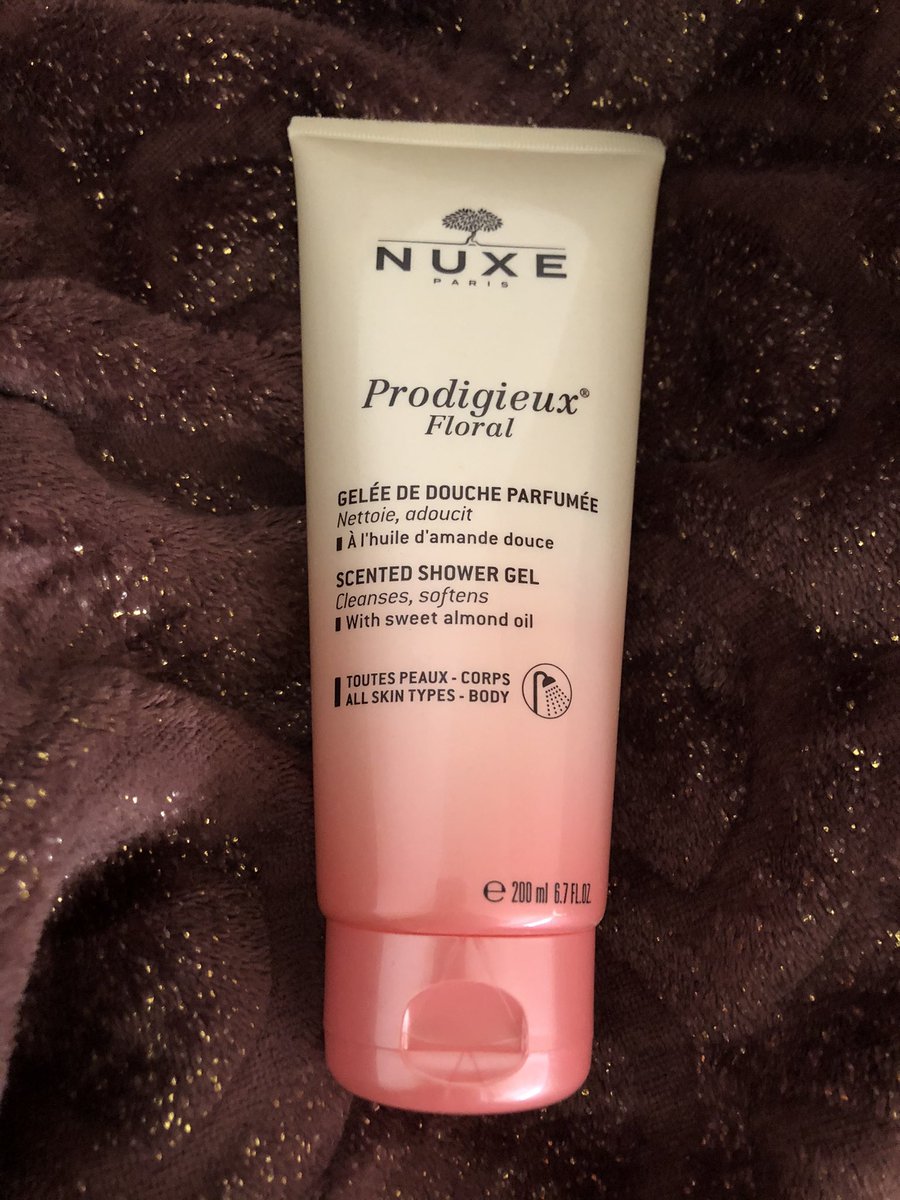 NUXE
PARIS
Prodigieux®
Floral
GELÉE DE DOUCHE PARFUMÉE
Nettoie, adoucit
À l'huile d'amande douce
SCENTED SHOWER GEL
Cleanses, softens
With sweet almond oil
TOUTES PEAUX - CORPS
ALL SKIN TYPES - BODY
℮ 200 ml 6.7 FL.OZ.